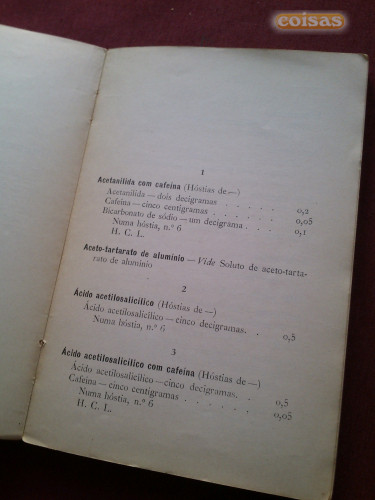 coisas
1
Acetanilida com cafeína (Hóstias de—)
Acetanilida — dois decigramas . . . . . 0,2
Cafeína — cinco centigramas . . . . . . 0,05
Bicarbonato de sódio — um decigrama . . 0,1
Numa hóstia, n.º 6
H. C. L.
Aceto-tartarato de alumínio — Vide Soluto de aceto-tarta-
rato de alumínio
2
Ácido acetilosalicílico (Hóstias de —)
Ácido acetilosalicílico — cinco decigramas. . 0,5
Numa hóstia, n.º 6
3
Ácido acetilosalicílico com cafeína (Hóstias de —)
Ácido acetilosalicílico — cinco decigramas. . 0,5
Cafeína — cinco centigramas . . . . . . 0,05
Numa hóstia, n.º 6
H. C. L.